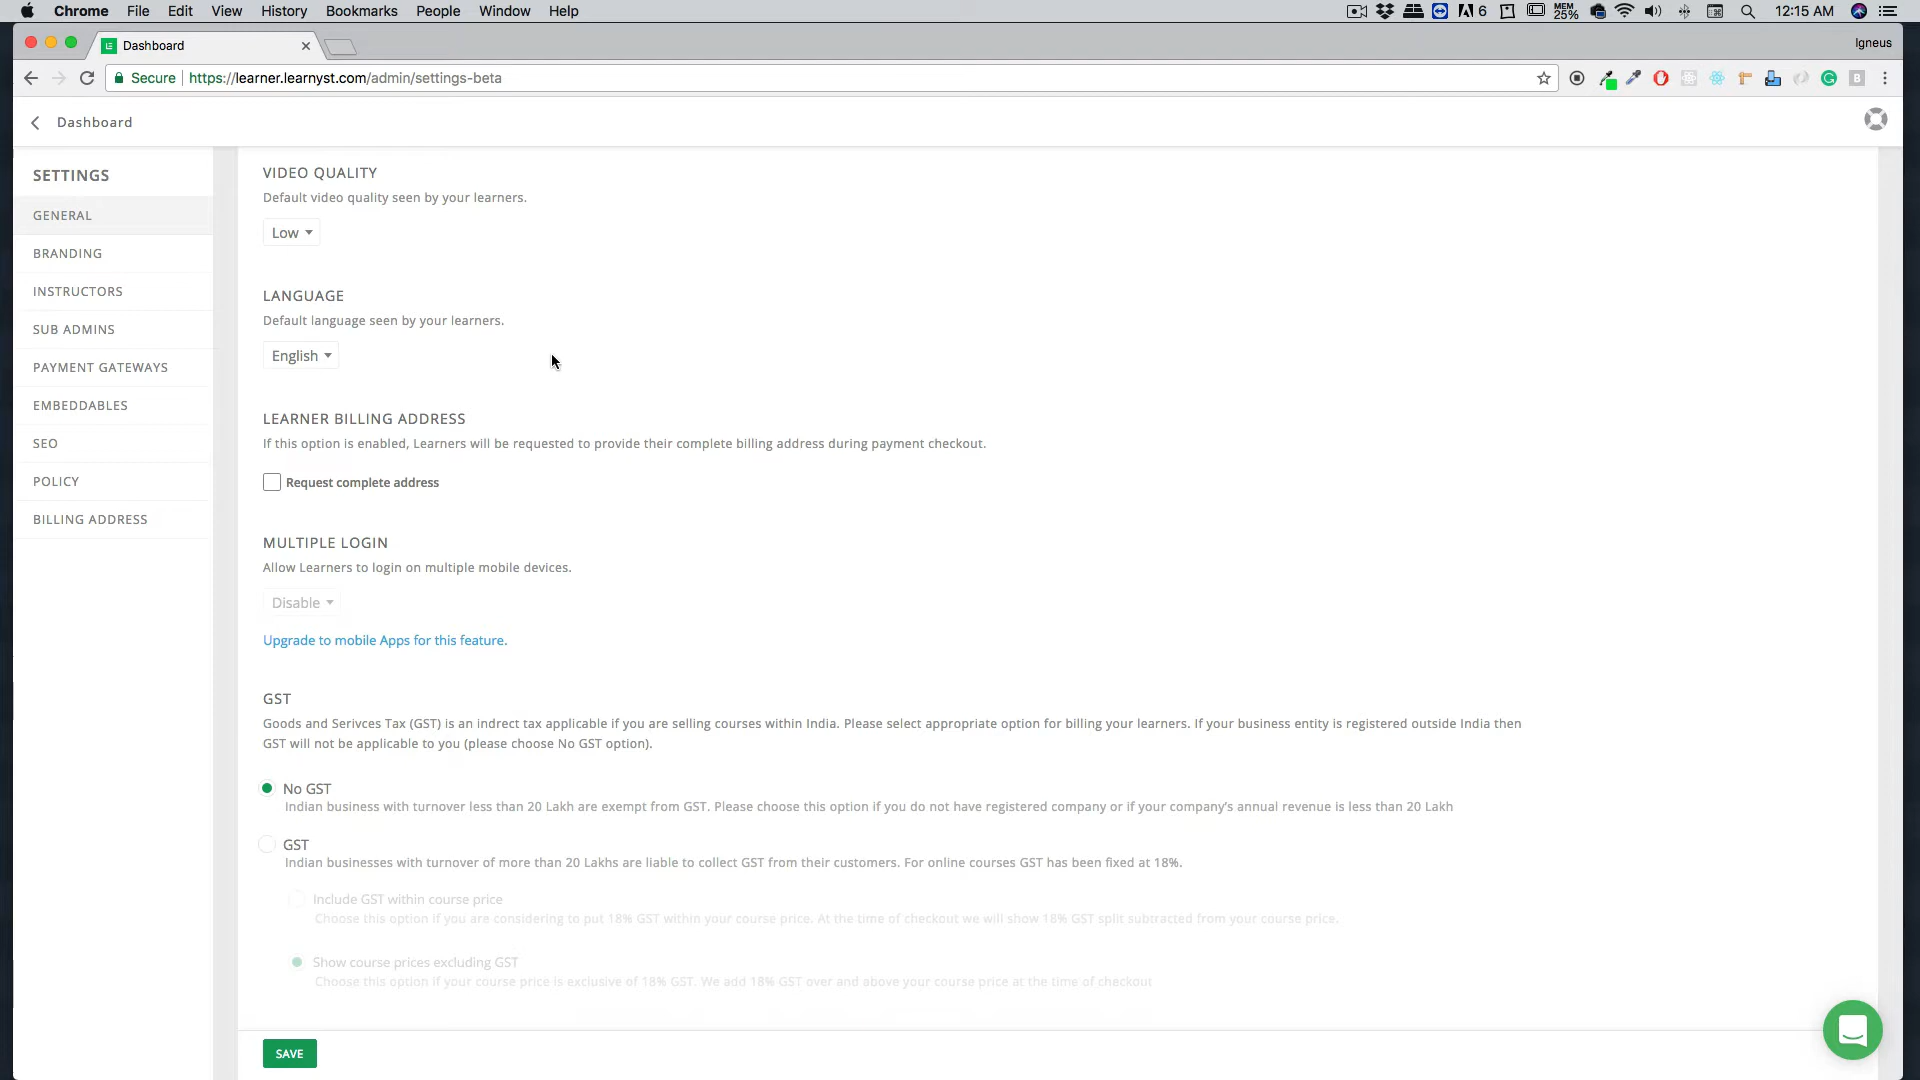 Chrome File Edit View History Bookmarks People Window Help
6
MEM
25%
12:15 AM
Dashboard
Igneus
Secure
https://learner.learnyst.com/admin/settings-beta
Dashboard
SETTINGS
GENERAL
BRANDING
INSTRUCTORS
SUB ADMINS
PAYMENT GATEWAYS
EMBEDDABLES
SEO
POLICY
BILLING ADDRESS
VIDEO QUALITY
Default video quality seen by your learners.
Low
LANGUAGE
Default language seen by your learners.
English
LEARNER BILLING ADDRESS
If this option is enabled, Learners will be requested to provide their complete billing address during payment checkout.
Request complete address
MULTIPLE LOGIN
Allow Learners to login on multiple mobile devices.
Disable
Upgrade to mobile Apps for this feature.
GST
Goods and Serivces Tax (GST) is an indrect tax applicable if you are selling courses within India. Please select appropriate option for billing your learners. If your business entity is registered outside India then
GST will not be applicable to you (please choose No GST option).
No GST
Indian business with turnover less than 20 Lakh are exempt from GST. Please choose this option if you do not have registered company or if your company's annual revenue is less than 20 Lakh
GST
Indian businesses with turnover of more than 20 Lakhs are liable to collect GST from their customers. For online courses GST has been fixed at 18%.
Include GST within course price
Choose this option if you are considering to put 18% GST within your course price. At the time of checkout we will show 18% GST split subtracted from your course price.
Show course prices excluding GST
Choose this option if your course price is exclusive of 18% GST. We add 18% GST over and above your course price at the time of checkout
SAVE